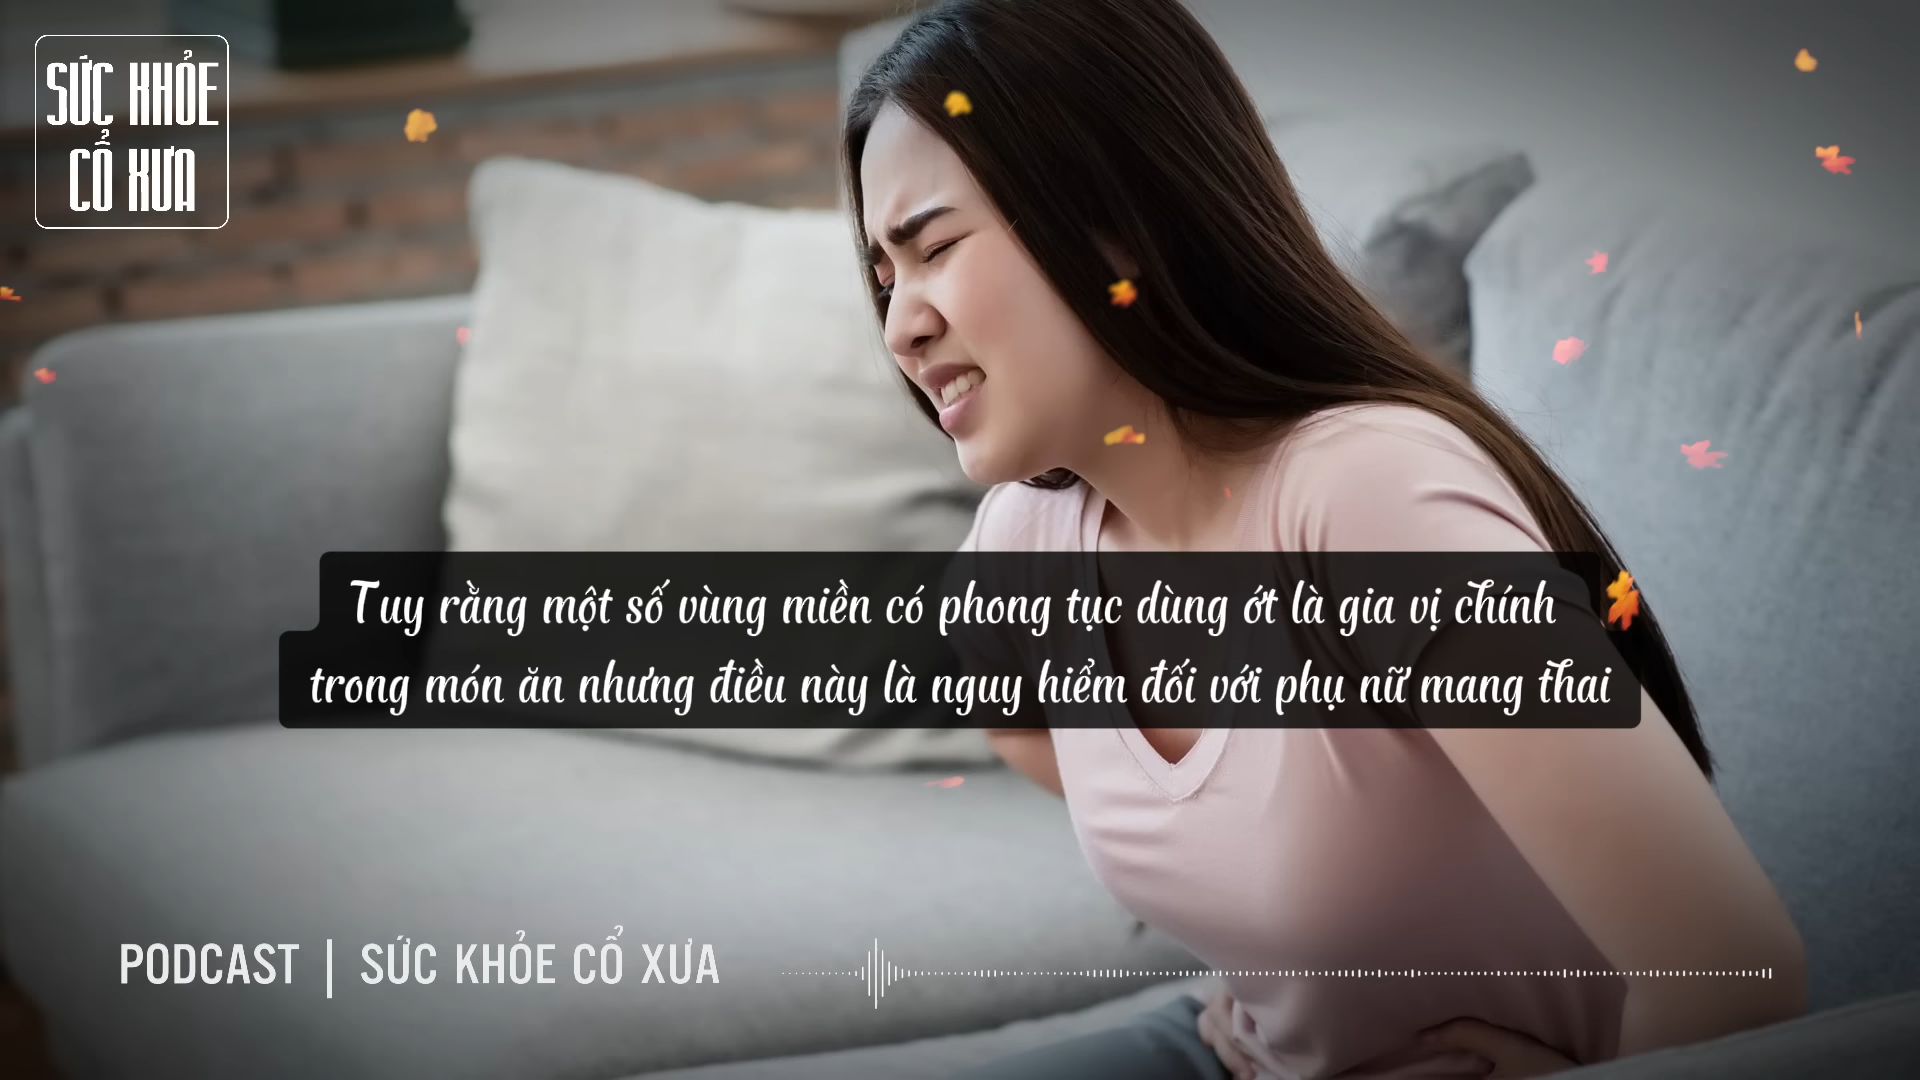 SỨC KHỎE
CỔ XƯA
Tuy rằng một số vùng miền có phong tục dùng ớt là gia vị chính
trong món ăn nhưng điều này là nguy hiểm đối với phụ nữ mang thai
PODCAST | SỨC KHỎE CỔ XƯA